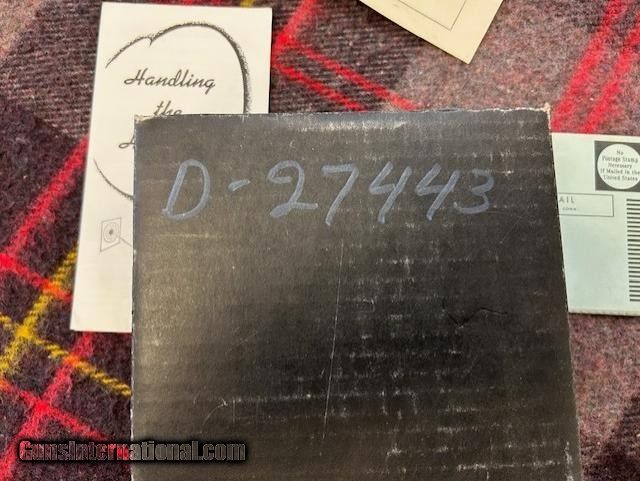 Handling
the
D-27443
No
Postage Stamp
Necessary
If Mailed in the
United States
AIL
GunsInternational.com